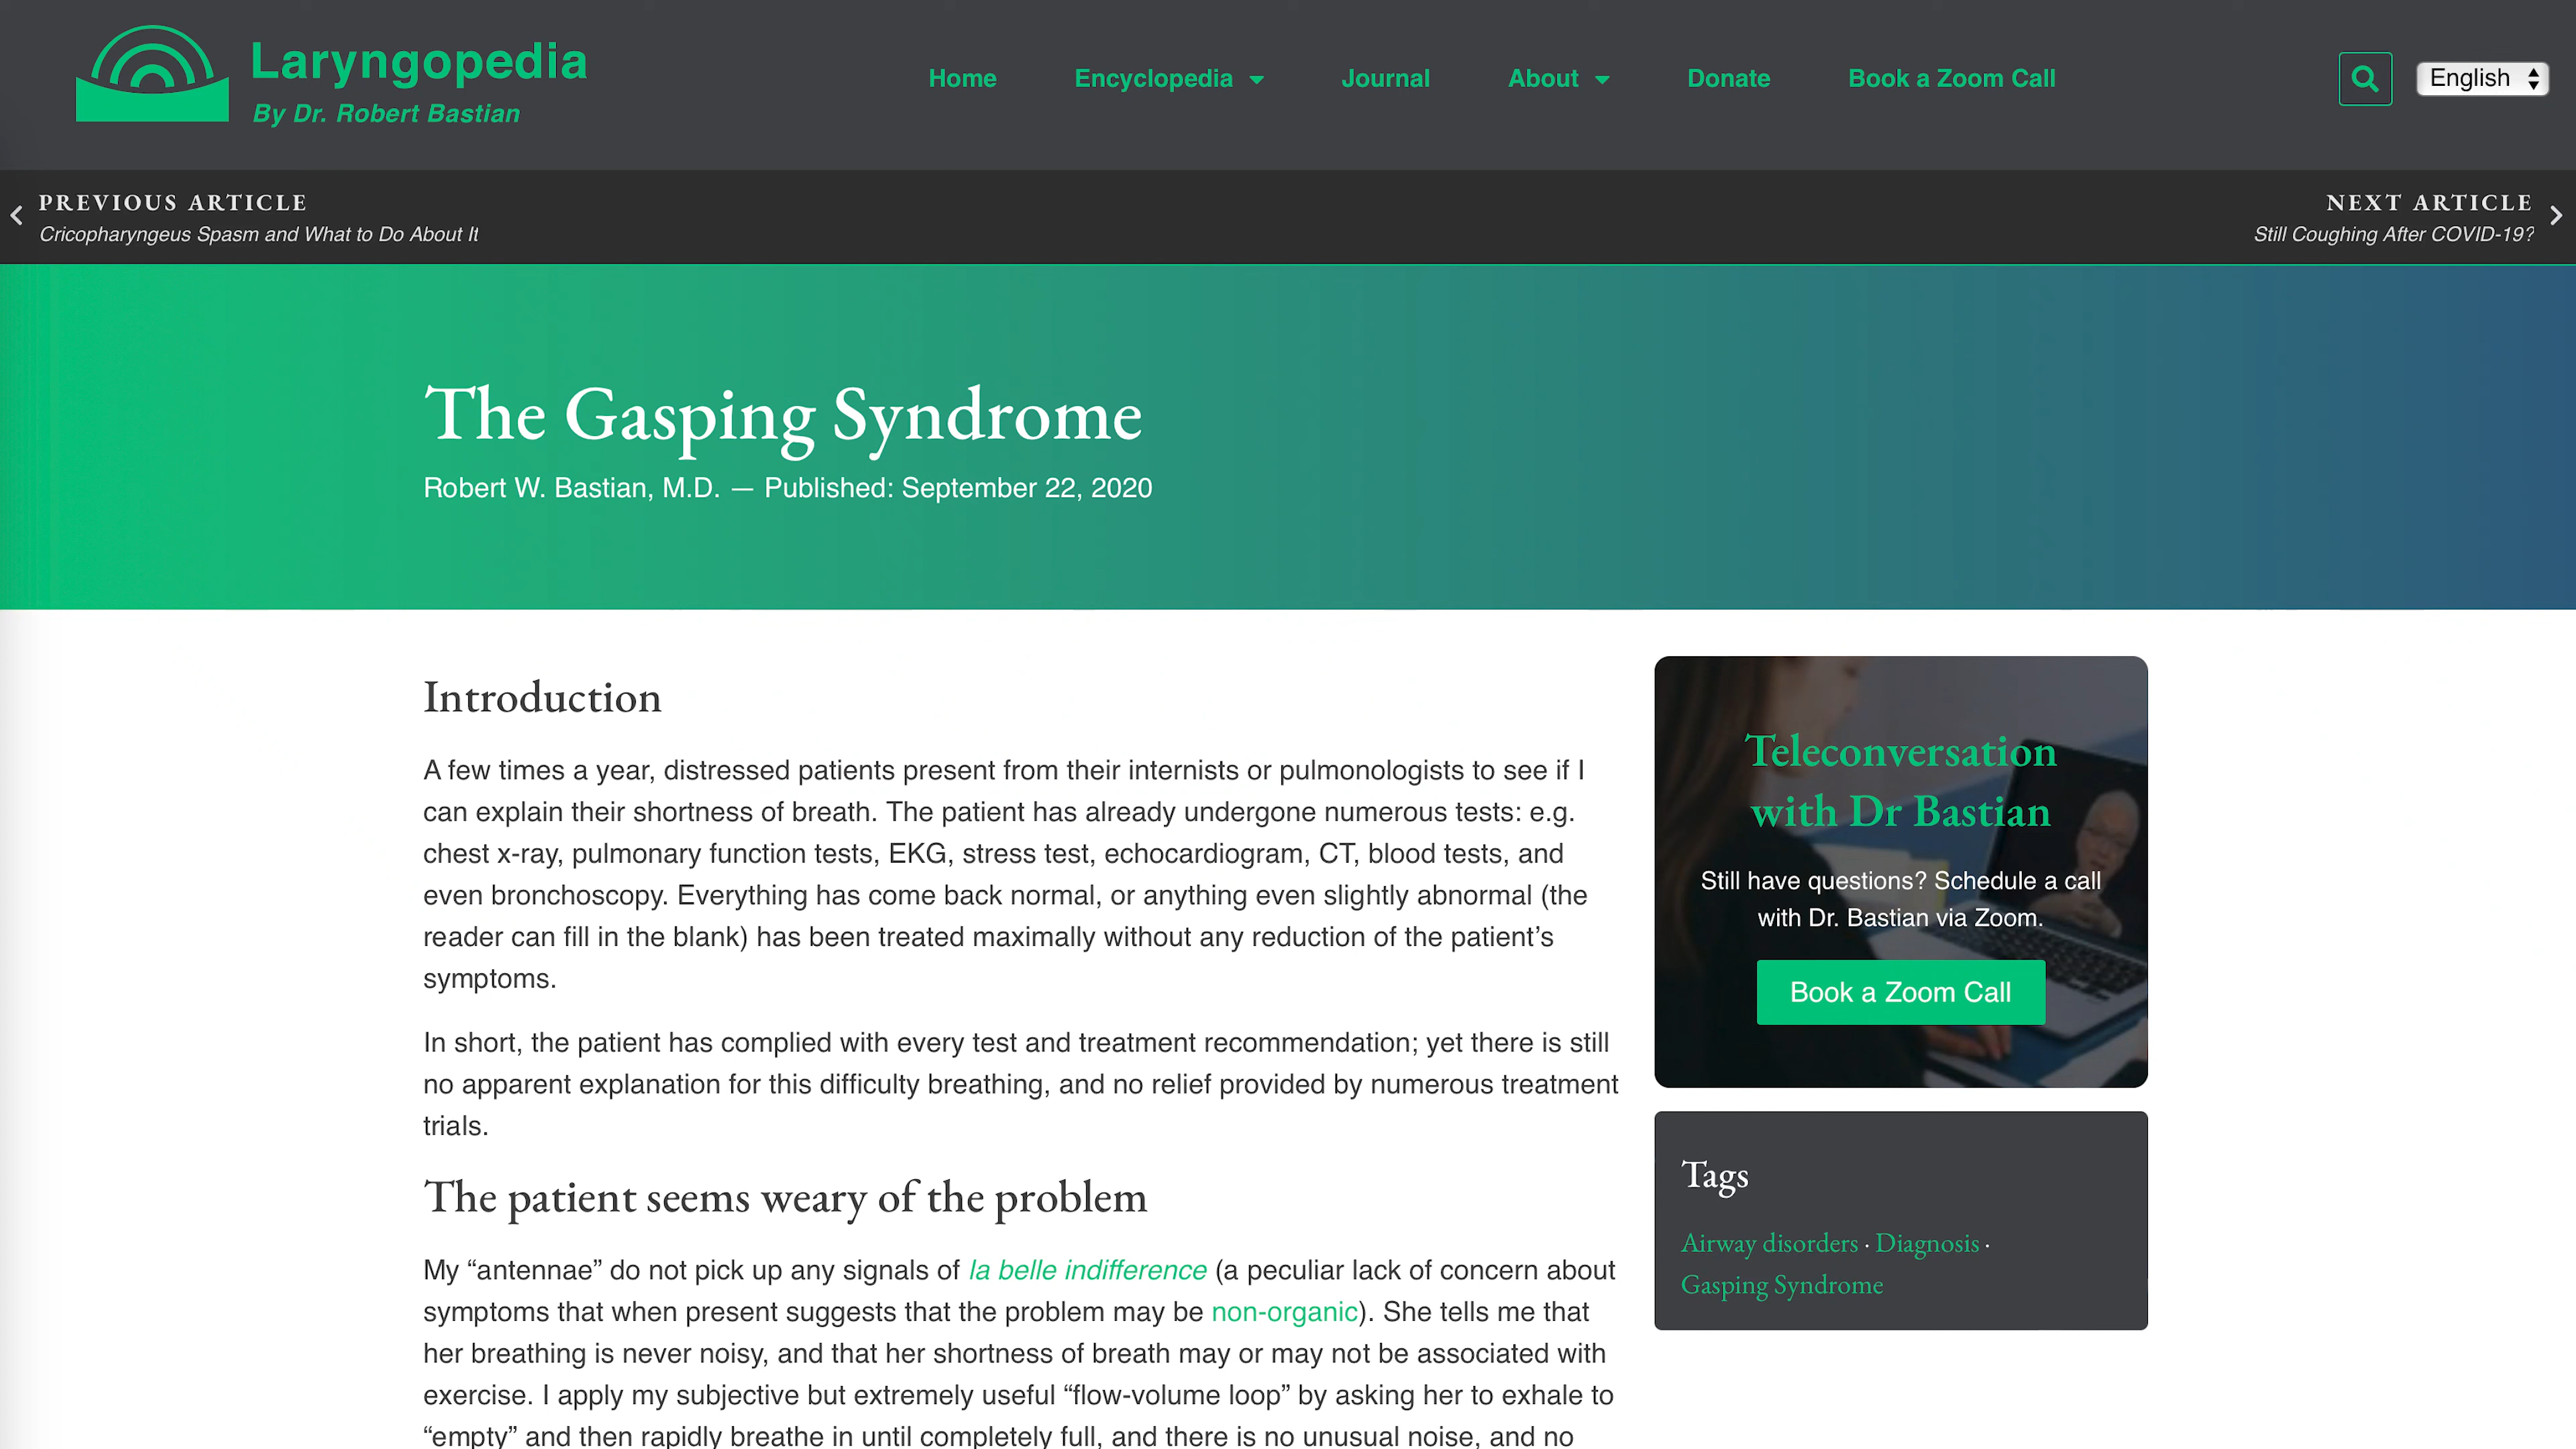 Laryngopedia
By Dr. Robert Bastian
Home
Encyclopedia
Journal
About
Donate
Book a Zoom Call
English
PREVIOUS ARTICLE
Cricopharyngeus Spasm and What to Do About It
NEXT ARTICLE
Still Coughing After COVID-19?
The Gasping Syndrome
Robert W. Bastian, M.D. — Published: September 22, 2020
Introduction
A few times a year, distressed patients present from their internists or pulmonologists to see if I
can explain their shortness of breath. The patient has already undergone numerous tests: e.g.
chest x-ray, pulmonary function tests, EKG, stress test, echocardiogram, CT, blood tests, and
even bronchoscopy. Everything has come back normal, or anything even slightly abnormal (the
reader can fill in the blank) has been treated maximally without any reduction of the patient’s
symptoms.
In short, the patient has complied with every test and treatment recommendation; yet there is still
no apparent explanation for this difficulty breathing, and no relief provided by numerous treatment
trials.
The patient seems weary of the problem
My “antennae” do not pick up any signals of la belle indifference (a peculiar lack of concern about
symptoms that when present suggests that the problem may be non-organic). She tells me that
her breathing is never noisy, and that her shortness of breath may or may not be associated with
exercise. I apply my subjective but extremely useful “flow-volume loop” by asking her to exhale to
“empty” and then rapidly breathe in until completely full, and there is no unusual noise, and no
Teleconversation
with Dr Bastian
Still have questions? Schedule a call
with Dr. Bastian via Zoom.
Book a Zoom Call
Tags
Airway disorders · Diagnosis ·
Gasping Syndrome